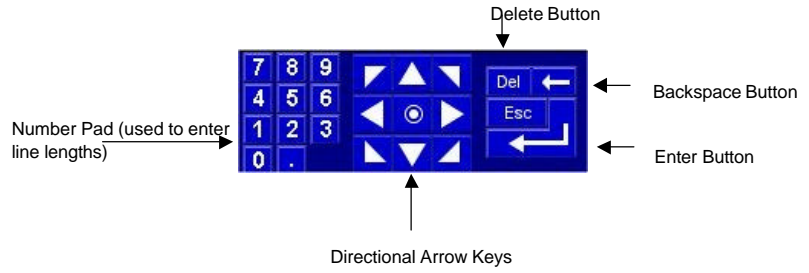 Delete Button
7 8 9
4 5 6
1 2 3
0 .
Del
Esc
Backspace Button
Number Pad (used to enter
line lengths)
Enter Button
Directional Arrow Keys